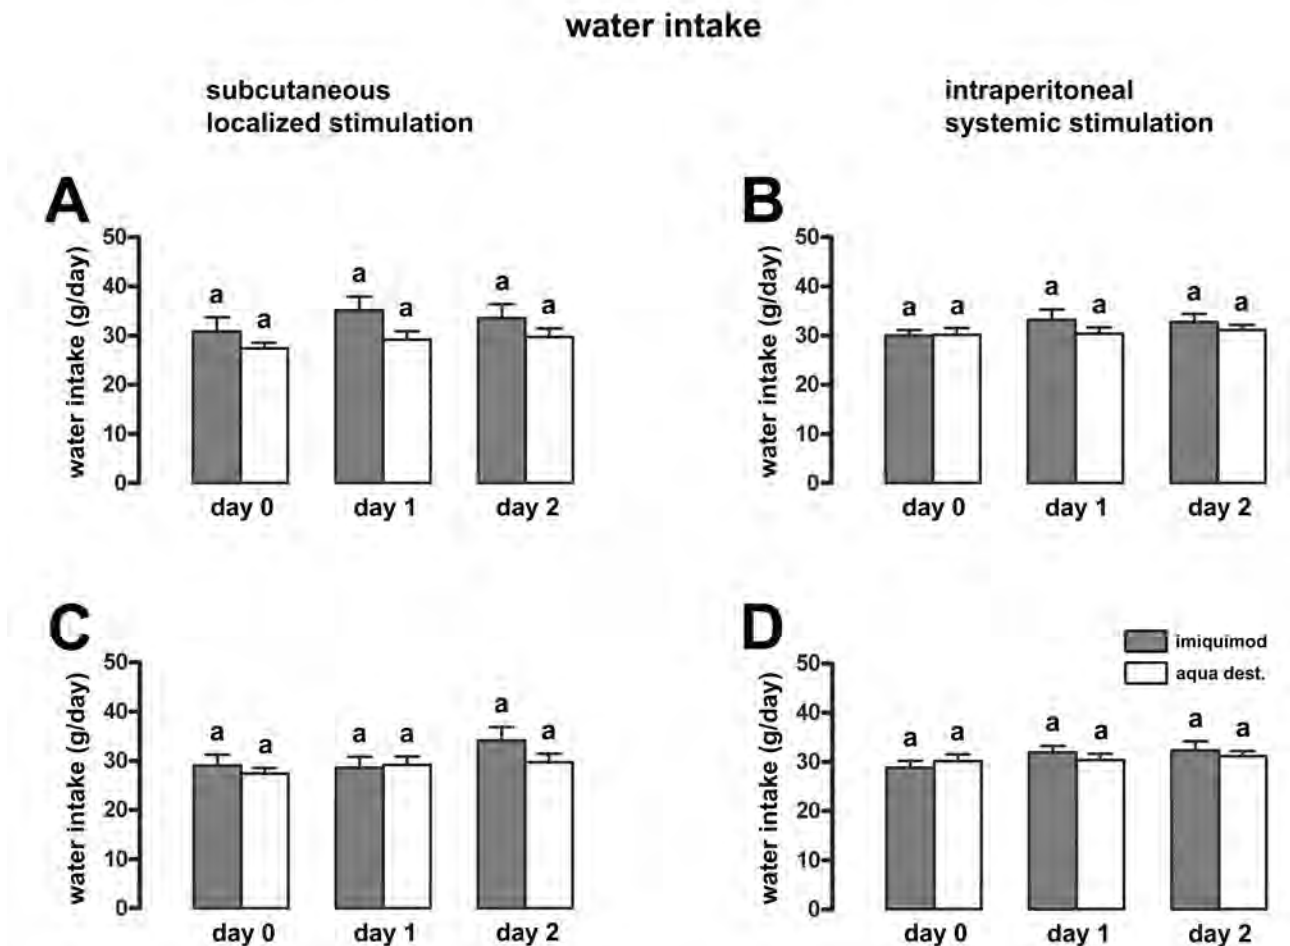 water intake
subcutaneous
localized stimulation
intraperitoneal
systemic stimulation
A
water intake (g/day)
50
40
30
20
10
0
a a a a a a
day 0 day 1 day 2
B
water intake (g/day)
50
40
30
20
10
0
a a a a a a
day 0 day 1 day 2
C
water intake (g/day)
50
40
30
20
10
0
a a a a a a
day 0 day 1 day 2
D
imiquimod
aqua dest.
water intake (g/day)
50
40
30
20
10
0
a a a a a a
day 0 day 1 day 2